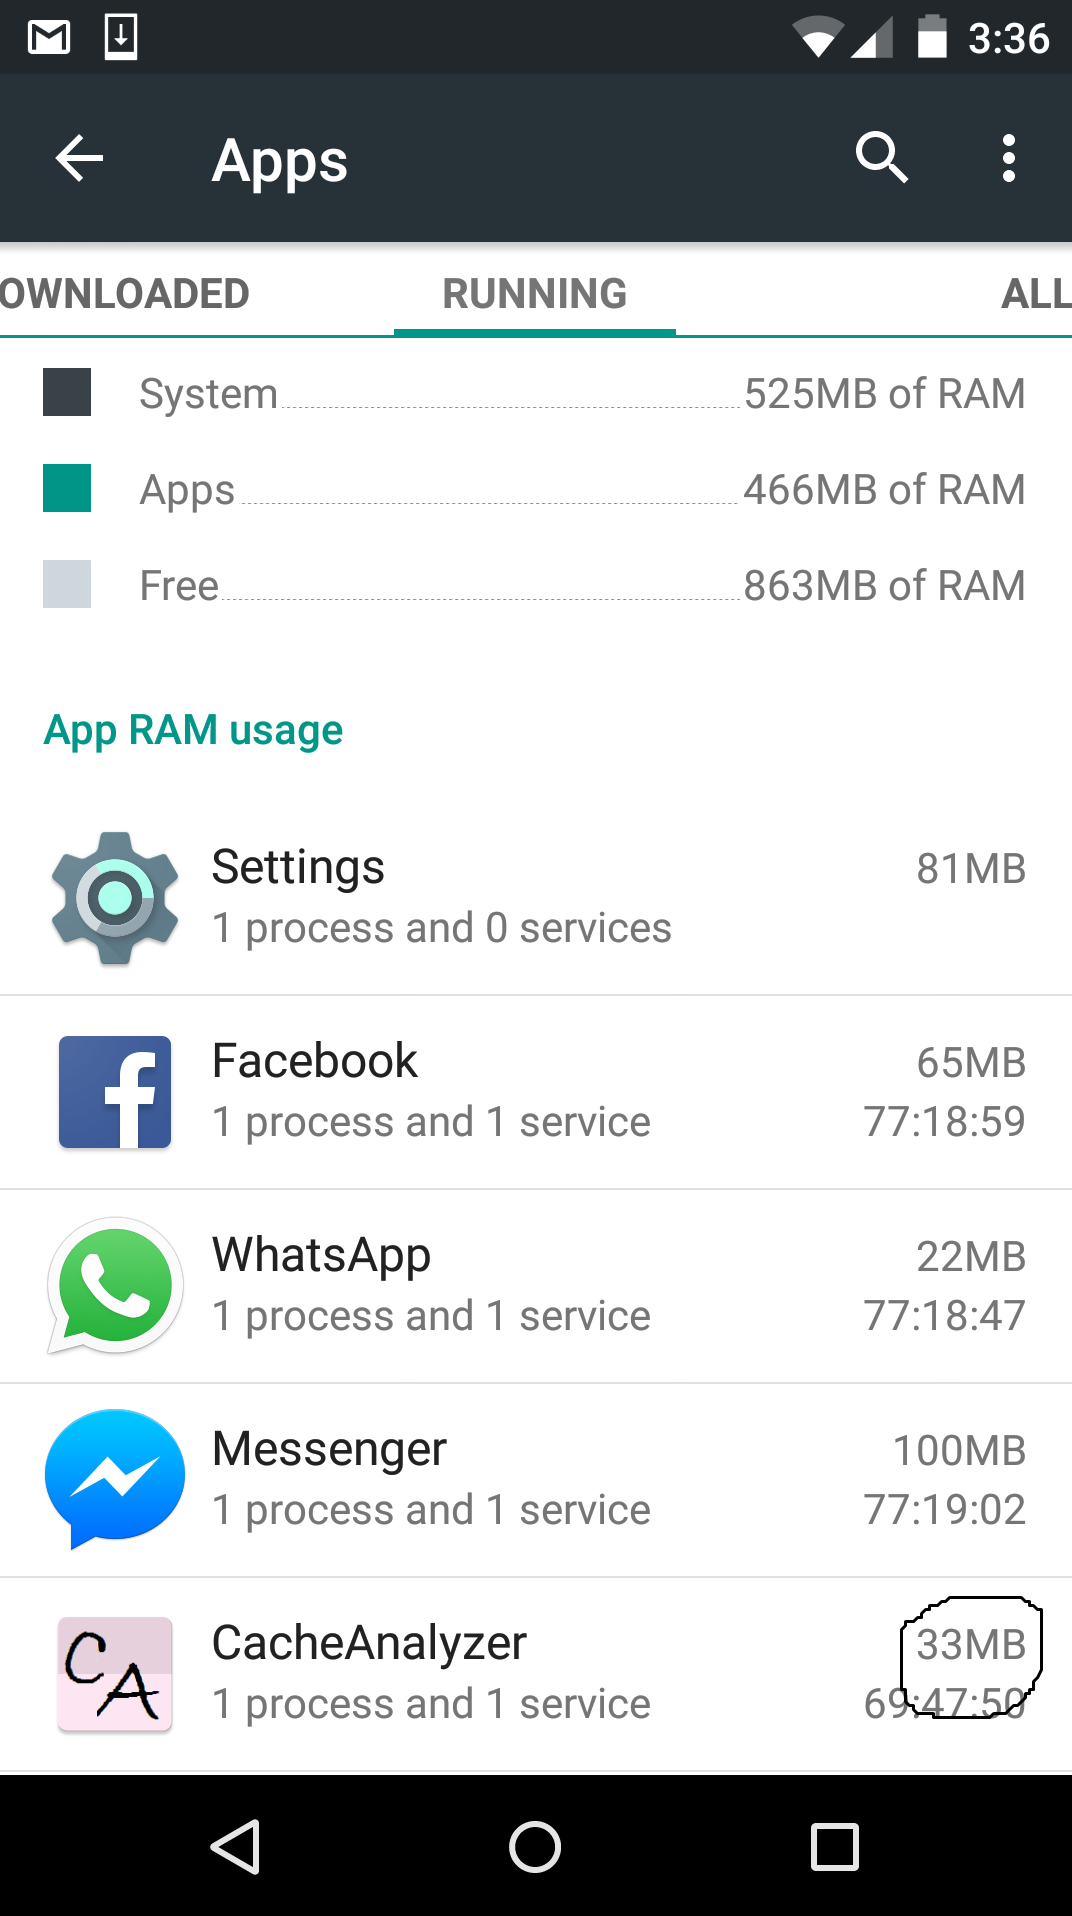 3:36
Apps
OWNLOADED RUNNING ALL
System 525MB of RAM
Apps 466MB of RAM
Free 863MB of RAM
App RAM usage
Settings 81MB
1 process and 0 services
Facebook 65MB
1 process and 1 service 77:18:59
WhatsApp 22MB
1 process and 1 service 77:18:47
Messenger 100MB
1 process and 1 service 77:19:02
CA
CacheAnalyzer 33MB
1 process and 1 service 69:47:50